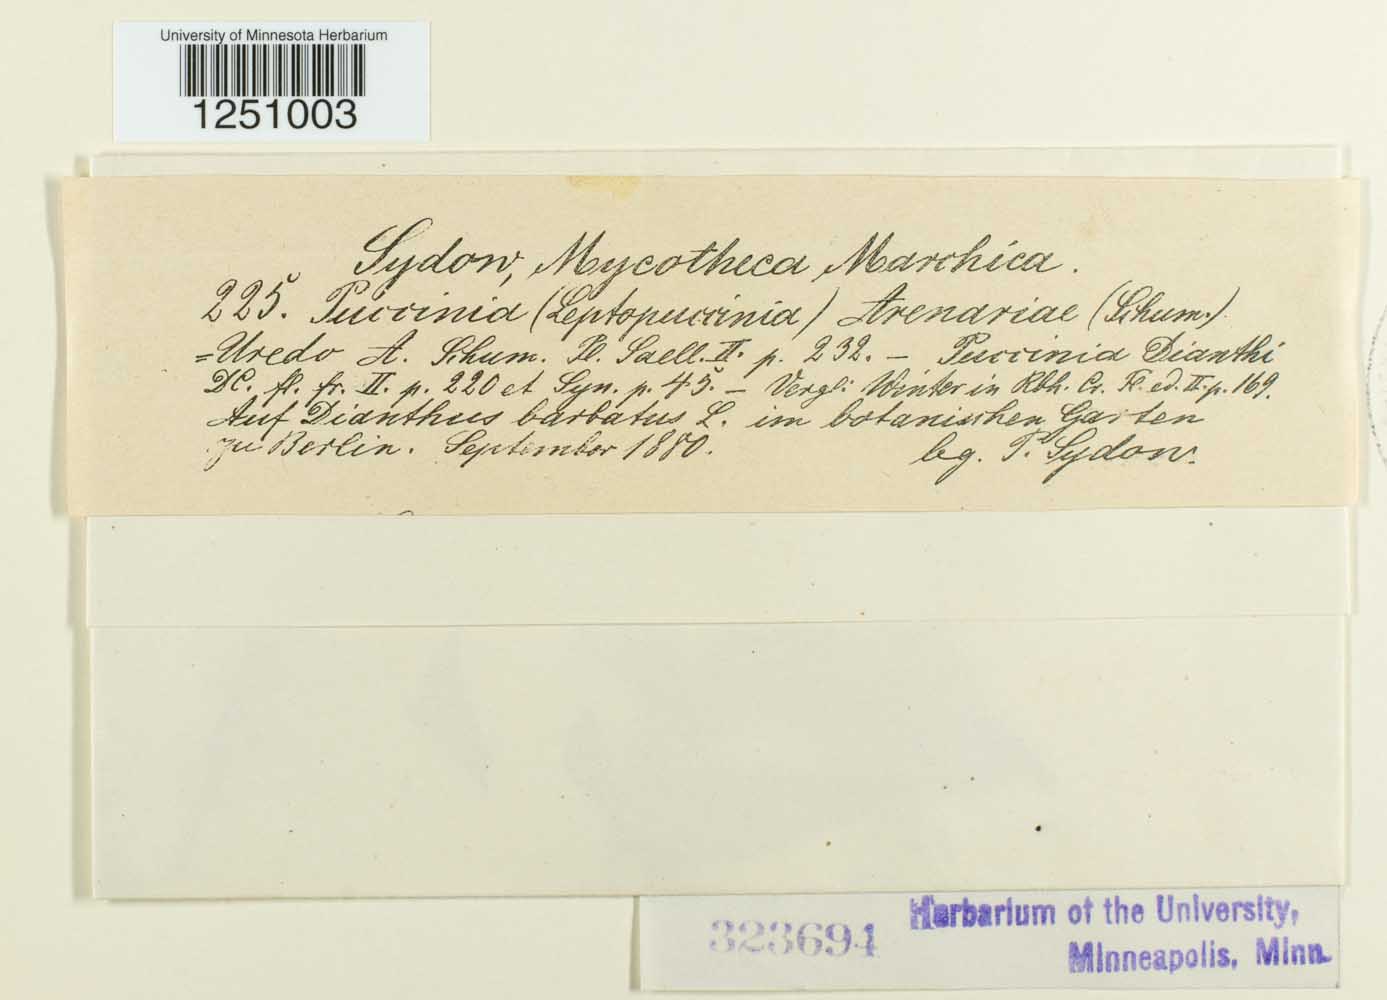 University of Minnesota Herbarium
1251003
Sydow, Mycotheca Marchica.
225. Puccinia (Leptopuccinia) Arenariae (Schum.)
=Uredo A. Schum. Pl. Saell. II. p. 232. — Puccinia Dianthi
DC. fl. fr. II. p. 220 et Syn. p. 45. — Vergl: Winter in Rbh. Cr. Fl. ed. II. p. 169.
Auf Dianthus barbatus L. im botanischen Garten
zu Berlin. September 1880. leg. P. Sydow.
323694 Herbarium of the University,
Minneapolis, Minn.